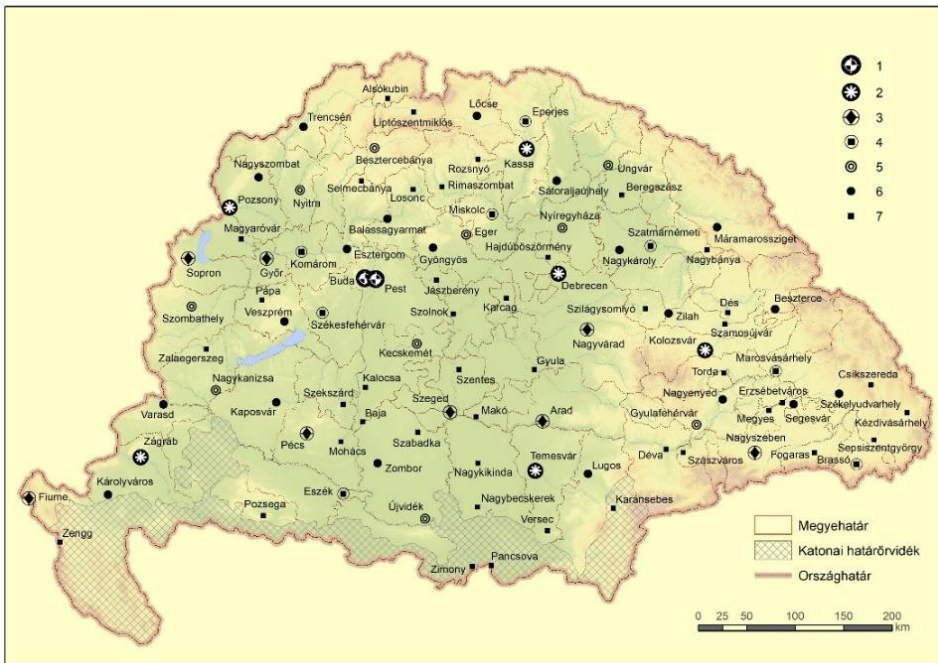 Alsókubin
Liptószentmiklós
Lőcse
Eperjes
Trencsén
Besztercebánya
Rozsnyó
Kassa
Ungvár
Nagyszombat
Nyitra
Selmecbánya
Losonc
Rimaszombat
Sátoraljaújhely
Beregszász
Pozsony
Miskolc
Nyíregyháza
Magyaróvár
Balassagyarmat
Eger
Hajdúböszörmény
Szatmárnémeti
Máramarossziget
Sopron
Győr
Komárom
Esztergom
Gyöngyös
Nagykároly
Nagybánya
Buda
Pest
Jászberény
Debrecen
Pápa
Veszprém
Székesfehérvár
Szolnok
Karcag
Szilágysomlyó
Zilah
Dés
Beszterce
Szombathely
Szamosújvár
Kecskemét
Nagyvárad
Kolozsvár
Zalaegerszeg
Gyula
Torda
Marosvásárhely
Csíkszereda
Nagykanizsa
Kalocsa
Szentes
Nagyenyed
Erzsébetváros
Kaposvár
Szekszárd
Szeged
Makó
Arad
Gyulafehérvár
Medgyes
Segesvár
Székelyudvarhely
Kézdivásárhely
Varasd
Baja
Pécs
Mohács
Szabadka
Nagyszeben
Sepsiszentgyörgy
Zágráb
Zombor
Nagykikinda
Temesvár
Lugos
Déva
Szászváros
Fogaras
Brassó
Károlyváros
Eszék
Újvidék
Nagybecskerek
Karánsebes
Fiume
Pozsega
Versec
Zengg
Zimony
Pancsova
1
2
3
4
5
6
7
Megyehatár
Katonai határőrvidék
Országhatár
0 25 50 100 150 200
km